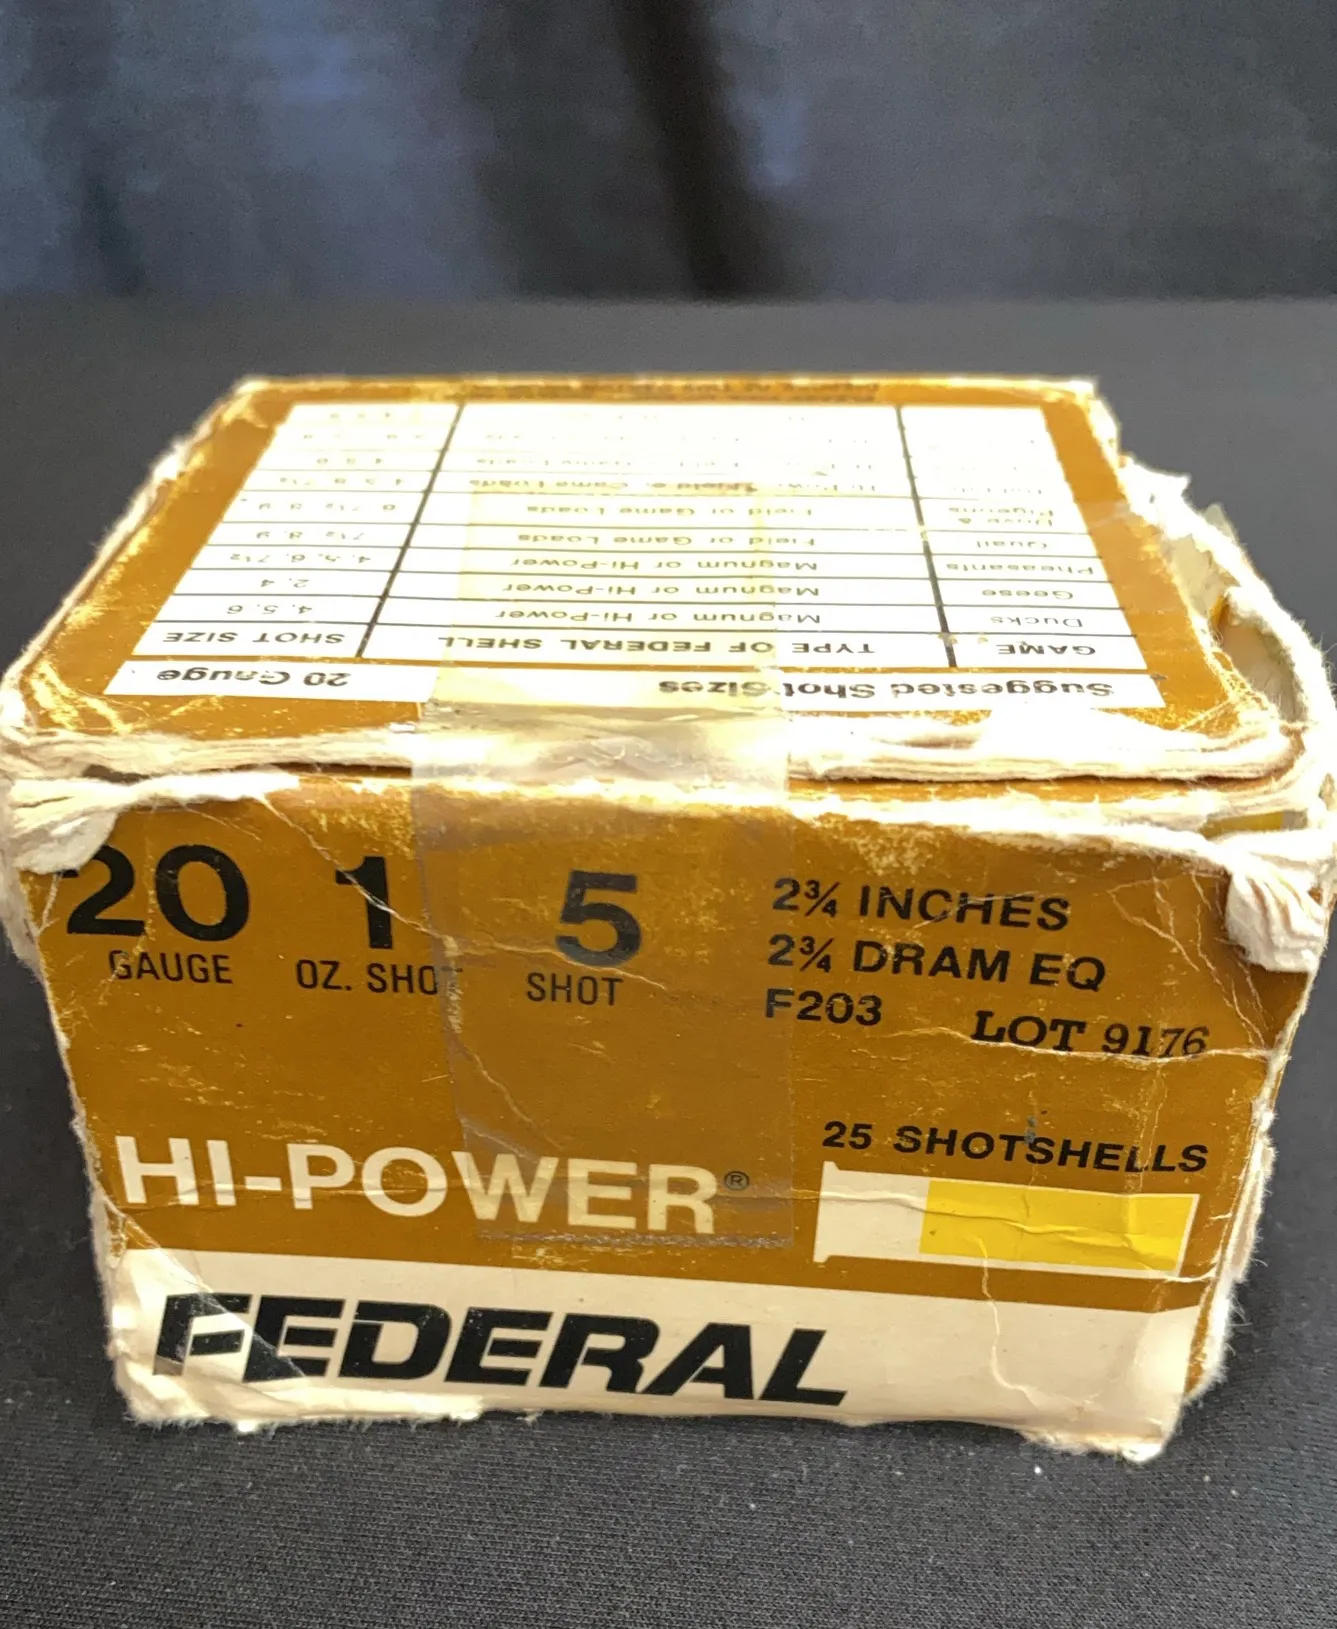 Suggested Shot Sizes 20 Gauge
GAME TYPE OF FEDERAL SHELL SHOT SIZE
Ducks Magnum or Hi-Power 4, 5, 6
Geese Magnum or Hi-Power 2, 4
Pheasants Magnum or Hi-Power 4, 5, 6, 7½
Quail Field or Game Loads 7½ 8, 9
Dove & Pigeons Field or Game Loads 6 7½ 8 9
20 1 5
GAUGE OZ. SHOT SHOT
2¾ INCHES
2¾ DRAM EQ
F203 LOT 9176
25 SHOTSHELLS
HI-POWER®
FEDERAL